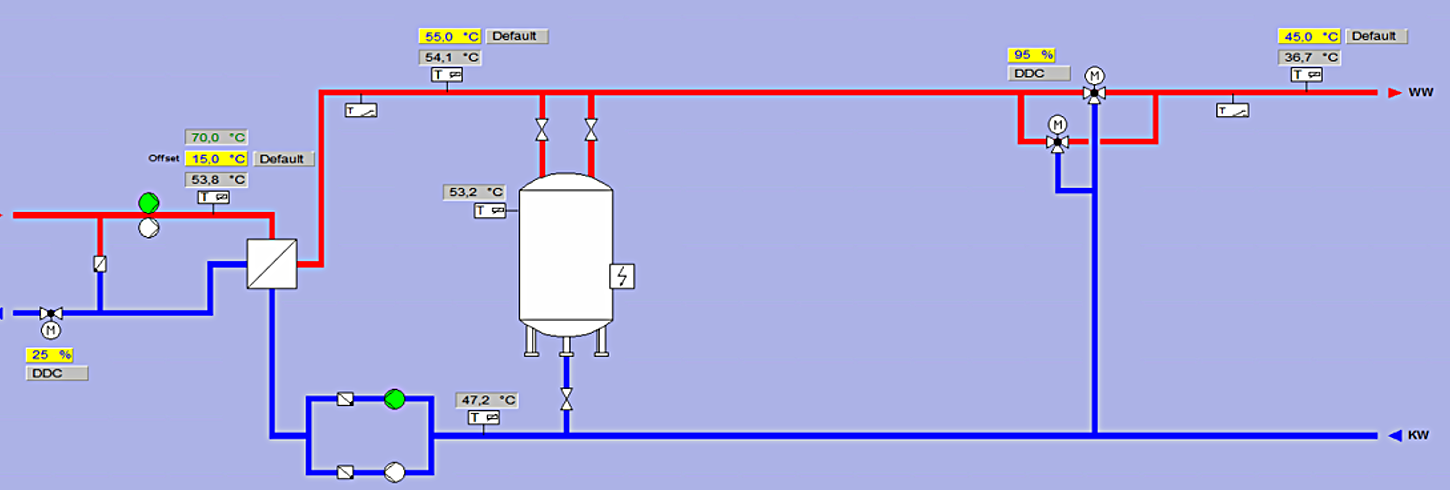 55,0 °C Default
54,1 °C
T
45,0 °C Default
36,7 °C
T
95 %
DDC
M
WW
T
T
M
70,0 °C
Offset 15,0 °C Default
53,8 °C
T
53,2 °C
T
M
25 %
DDC
47,2 °C
T
KW